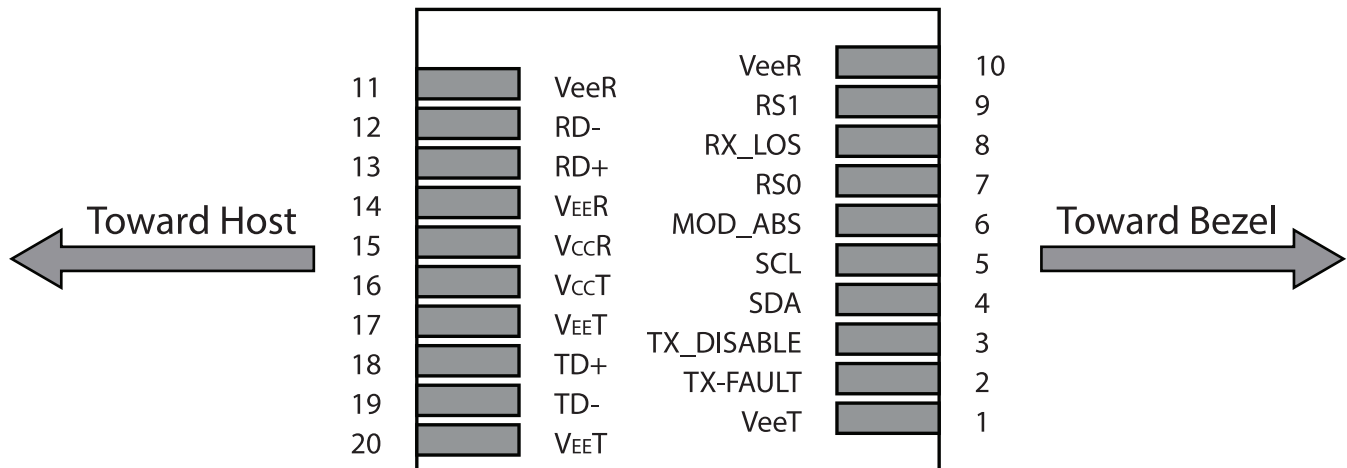 VeeR 10
11 VeeR RS1 9
12 RD- RX_LOS 8
13 RD+ RS0 7
14 VEER MOD_ABS 6
Toward Host Toward Bezel
15 VCCR SCL 5
16 VCCT SDA 4
17 VEET TX_DISABLE 3
18 TD+ TX-FAULT 2
19 TD- VeeT 1
20 VEET